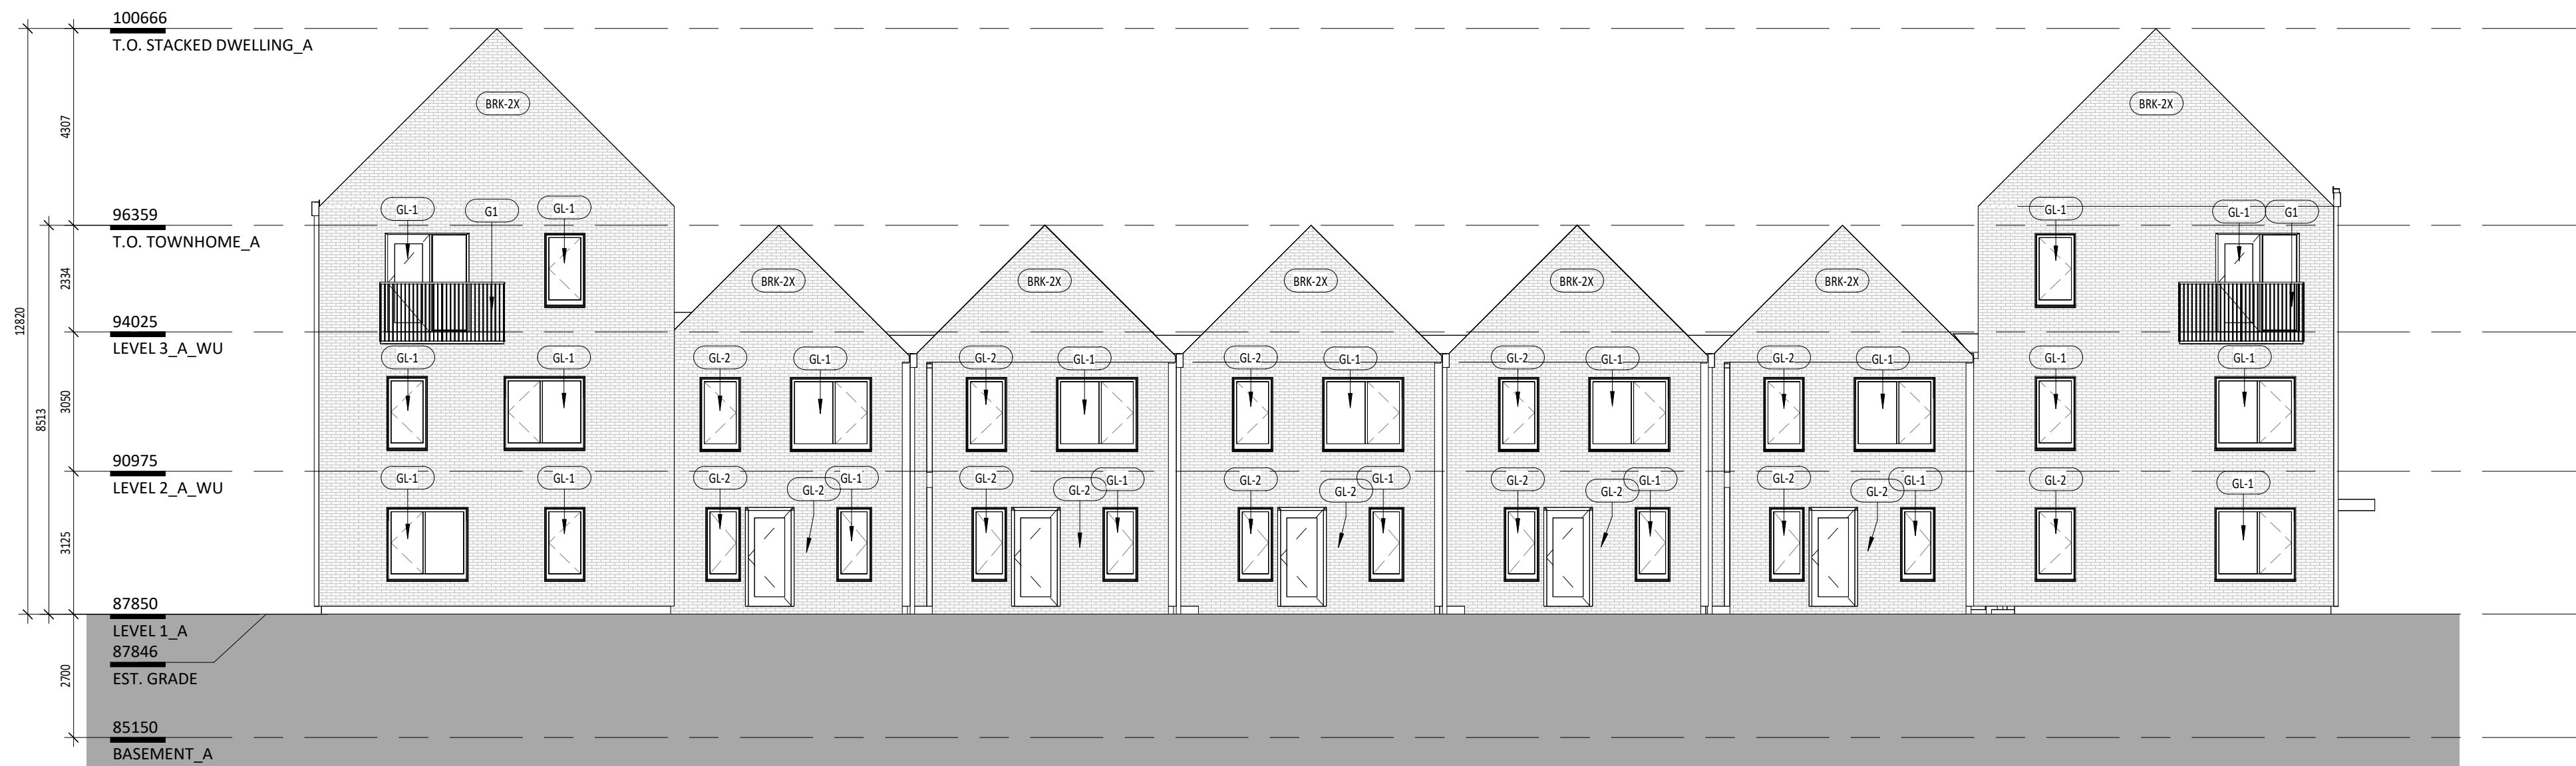 100666
T.O. STACKED DWELLING_A
BRK-2X
BRK-2X
4307
GL-1
G1
GL-1
GL-1
GL-1
G1
96359
T.O. TOWNHOME_A
2334
BRK-2X
BRK-2X
BRK-2X
BRK-2X
BRK-2X
12820
94025
LEVEL 3_A_WU
GL-1
GL-1
GL-2
GL-1
GL-2
GL-1
GL-2
GL-1
GL-2
GL-1
GL-2
GL-1
GL-1
GL-1
3050
8513
90975
LEVEL 2_A_WU
GL-1
GL-1
GL-2
GL-2
GL-1
GL-2
GL-2
GL-1
GL-2
GL-2
GL-1
GL-2
GL-2
GL-1
GL-2
GL-2
GL-1
GL-2
GL-1
3125
87850
LEVEL 1_A
87846
EST. GRADE
2700
85150
BASEMENT_A